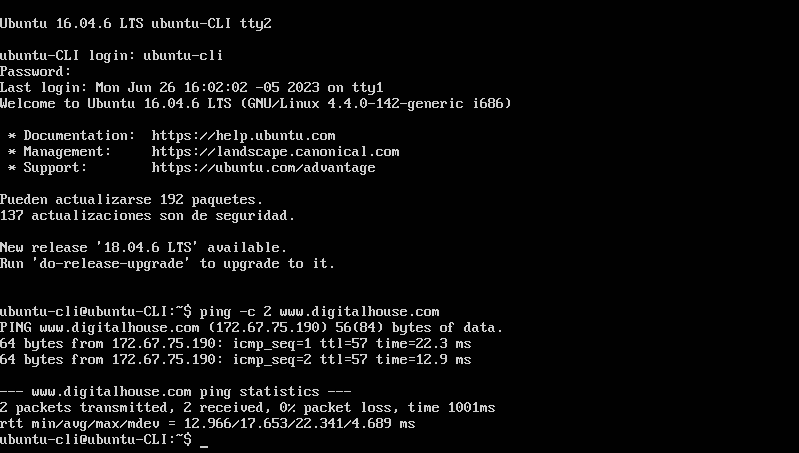 Ubuntu 16.04.6 LTS ubuntu-CLI tty2
ubuntu-CLI login: ubuntu-cli
Password:
Last login: Mon Jun 26 16:02:02 -05 2023 on tty1
Welcome to Ubuntu 16.04.6 LTS (GNU/Linux 4.4.0-142-generic i686)
* Documentation:  https://help.ubuntu.com
* Management:     https://landscape.canonical.com
* Support:        https://ubuntu.com/advantage
Pueden actualizarse 192 paquetes.
137 actualizaciones son de seguridad.
New release '18.04.6 LTS' available.
Run 'do-release-upgrade' to upgrade to it.
ubuntu-cli@ubuntu-CLI:~$ ping -c 2 www.digitalhouse.com
PING www.digitalhouse.com (172.67.75.190) 56(84) bytes of data.
64 bytes from 172.67.75.190: icmp_seq=1 ttl=57 time=22.3 ms
64 bytes from 172.67.75.190: icmp_seq=2 ttl=57 time=12.9 ms
--- www.digitalhouse.com ping statistics ---
2 packets transmitted, 2 received, 0% packet loss, time 1001ms
rtt min/avg/max/mdev = 12.966/17.653/22.341/4.689 ms
ubuntu-cli@ubuntu-CLI:~$ _